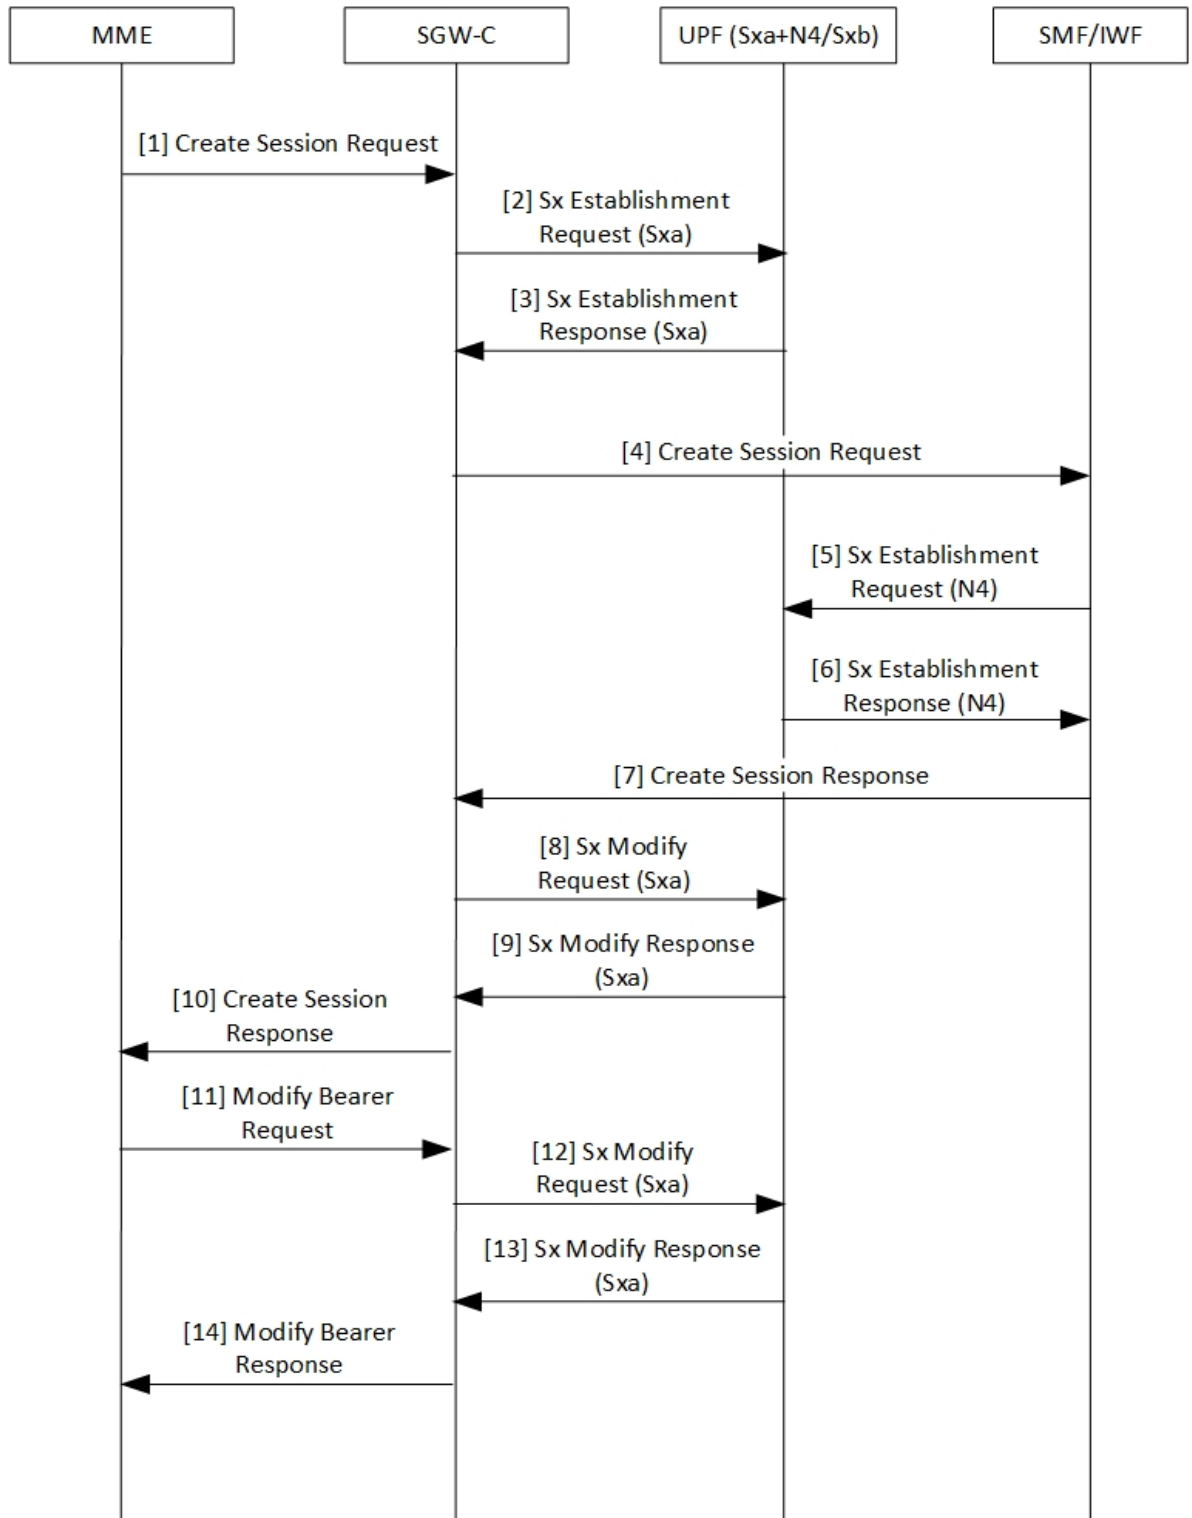 MME
SGW-C
UPF (Sxa+N4/Sxb)
SMF/IWF
[1] Create Session Request
[2] Sx Establishment
Request (Sxa)
[3] Sx Establishment
Response (Sxa)
[4] Create Session Request
[5] Sx Establishment
Request (N4)
[6] Sx Establishment
Response (N4)
[7] Create Session Response
[8] Sx Modify
Request (Sxa)
[9] Sx Modify Response
(Sxa)
[10] Create Session
Response
[11] Modify Bearer
Request
[12] Sx Modify
Request (Sxa)
[13] Sx Modify Response
(Sxa)
[14] Modify Bearer
Response